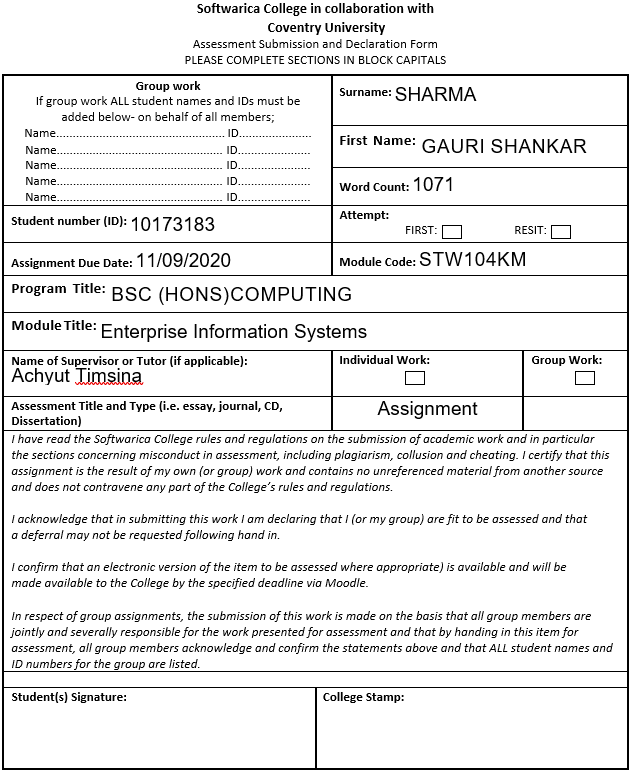 Softwarica College in collaboration with
Coventry University
Assessment Submission and Declaration Form
PLEASE COMPLETE SECTIONS IN BLOCK CAPITALS
Group work
If group work ALL student names and IDs must be
added below- on behalf of all members;
Name.................................................. ID......................
Name.................................................. ID......................
Name.................................................. ID......................
Name.................................................. ID......................
Name.................................................. ID......................
Surname: SHARMA
First Name: GAURI SHANKAR
Word Count: 1071
Student number (ID): 10173183
Attempt:
FIRST: RESIT:
Assignment Due Date: 11/09/2020
Module Code: STW104KM
Program Title: BSC (HONS)COMPUTING
Module Title: Enterprise Information Systems
Name of Supervisor or Tutor (if applicable):
Achyut Timsina
Individual Work:
Group Work:
Assessment Title and Type (i.e. essay, journal, CD,
Dissertation)
Assignment
I have read the Softwarica College rules and regulations on the submission of academic work and in particular
the sections concerning misconduct in assessment, including plagiarism, collusion and cheating. I certify that this
assignment is the result of my own (or group) work and contains no unreferenced material from another source
and does not contravene any part of the College's rules and regulations.
I acknowledge that in submitting this work I am declaring that I (or my group) are fit to be assessed and that
a deferral may not be requested following hand in.
I confirm that an electronic version of the item to be assessed where appropriate) is available and will be
made available to the College by the specified deadline via Moodle.
In respect of group assignments, the submission of this work is made on the basis that all group members are
jointly and severally responsible for the work presented for assessment and that by handing in this item for
assessment, all group members acknowledge and confirm the statements above and that ALL student names and
ID numbers for the group are listed.
Student(s) Signature:
College Stamp: